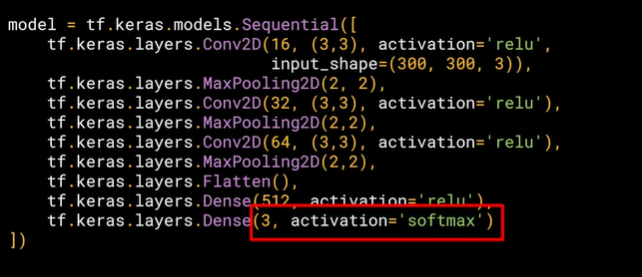 model = tf.keras.models.Sequential([
    tf.keras.layers.Conv2D(16, (3,3), activation='relu',
                           input_shape=(300, 300, 3)),
    tf.keras.layers.MaxPooling2D(2, 2),
    tf.keras.layers.Conv2D(32, (3,3), activation='relu'),
    tf.keras.layers.MaxPooling2D(2,2),
    tf.keras.layers.Conv2D(64, (3,3), activation='relu'),
    tf.keras.layers.MaxPooling2D(2,2),
    tf.keras.layers.Flatten(),
    tf.keras.layers.Dense(512, activation='relu'),
    tf.keras.layers.Dense(3, activation='softmax')
])